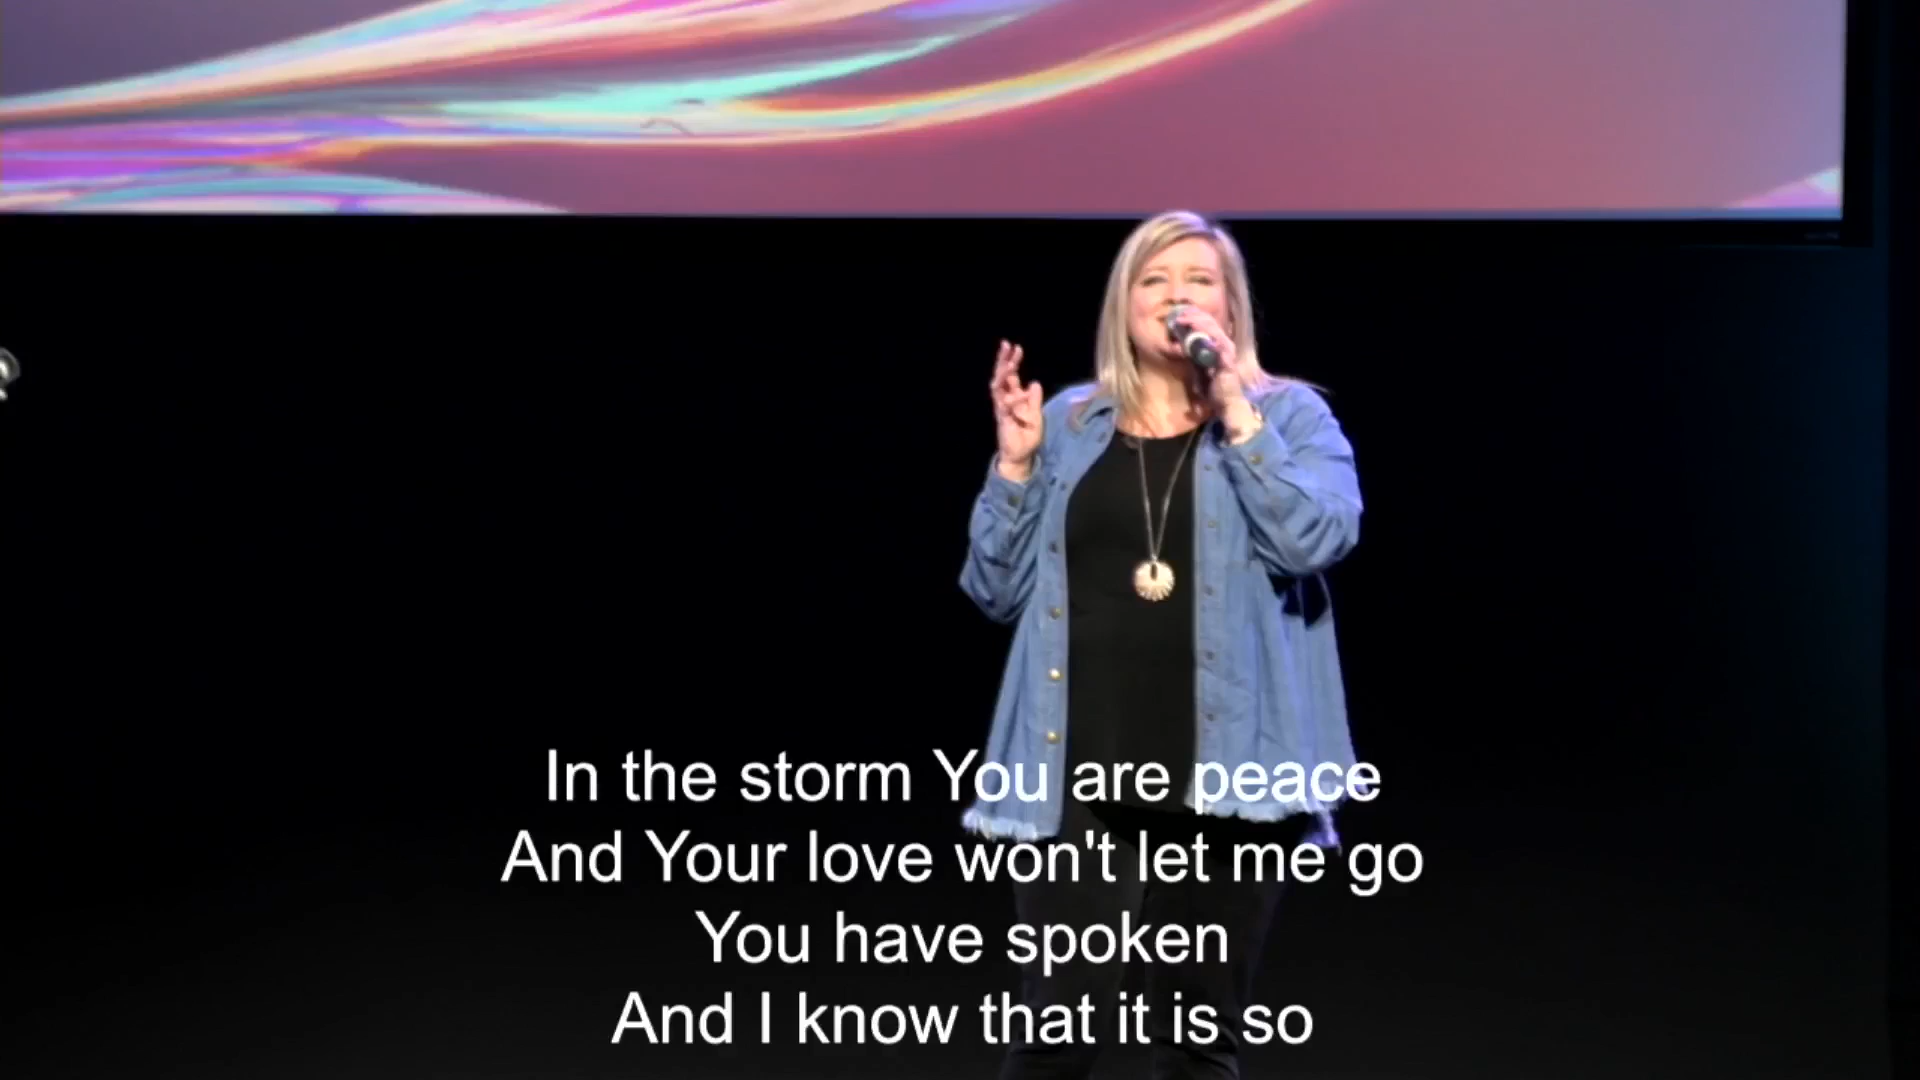 In the storm You are peace
And Your love won't let me go
You have spoken
And I know that it is so